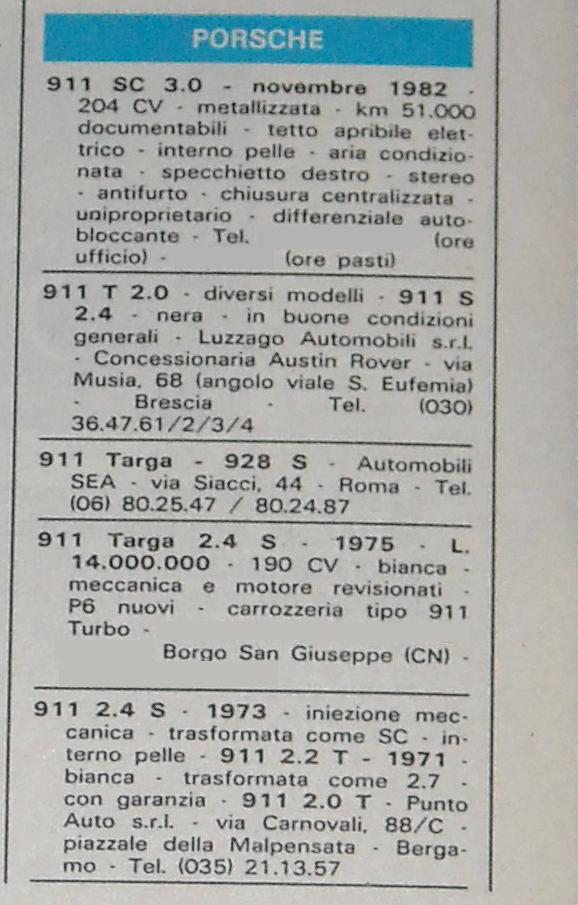 PORSCHE
911 SC 3.0 - novembre 1982 -
204 CV - metallizzata - km 51.000
documentabili - tetto apribile elet-
trico - interno pelle - aria condizio-
nata - specchietto destro - stereo
- antifurto - chiusura centralizzata -
uniproprietario - differenziale auto-
bloccante - Tel. (ore
ufficio) - (ore pasti)
911 T 2.0 - diversi modelli - 911 S
2.4 - nera - in buone condizioni
generali - Luzzago Automobili s.r.l.
- Concessionaria Austin Rover - via
Musia, 68 (angolo viale S. Eufemia)
- Brescia - Tel. (030)
36.47.61/2/3/4
911 Targa - 928 S - Automobili
SEA - via Siacci, 44 - Roma - Tel.
(06) 80.25.47 / 80.24.87
911 Targa 2.4 S - 1975 - L.
14.000.000 - 190 CV - bianca -
meccanica e motore revisionati -
P6 nuovi - carrozzeria tipo 911
Turbo -
Borgo San Giuseppe (CN) -
911 2.4 S - 1973 - iniezione mec-
canica - trasformata come SC - in-
terno pelle - 911 2.2 T - 1971 -
bianca - trasformata come 2.7 -
con garanzia - 911 2.0 T - Punto
Auto s.r.l. - via Carnovali, 88/C -
piazzale della Malpensata - Berga-
mo - Tel. (035) 21.13.57